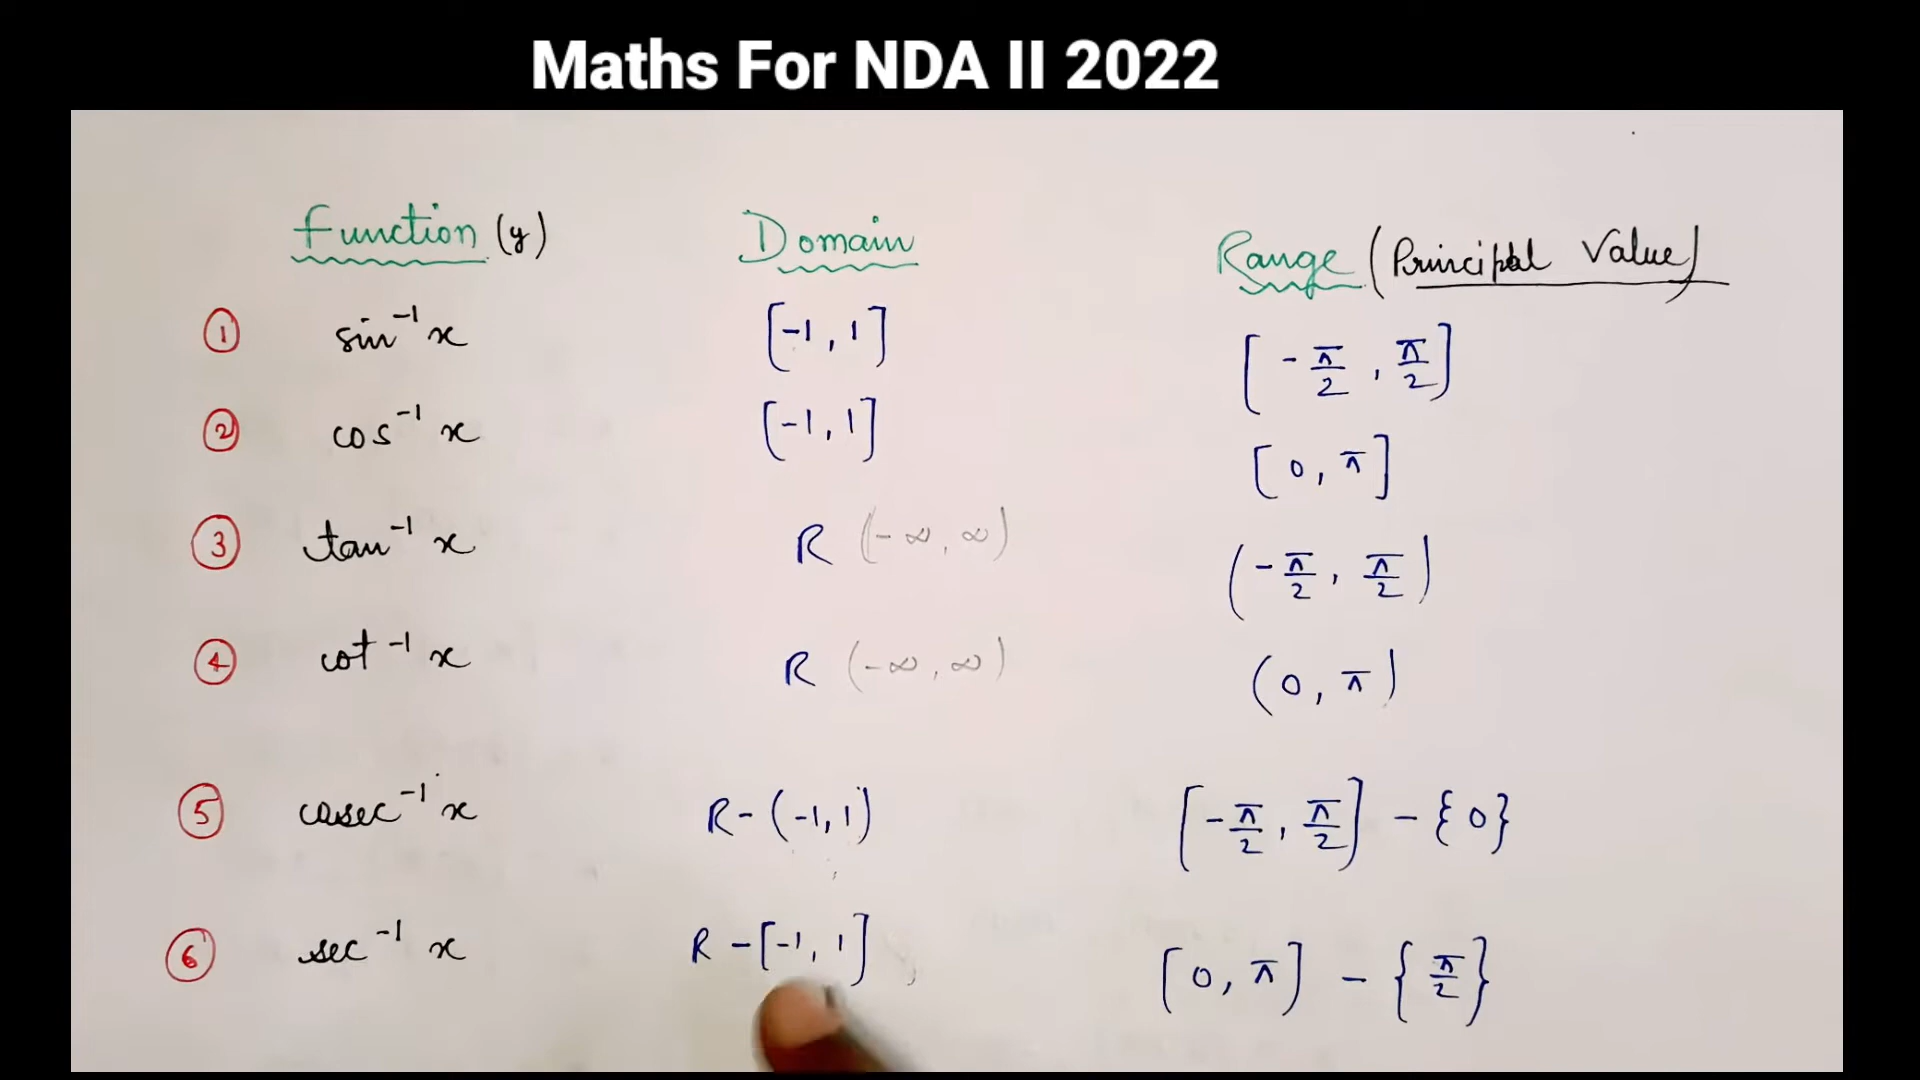 Maths For NDA II 2022
Function (y) Domain Range (Principal Value)
① sin⁻¹ x [-1, 1] [-π/2, π/2]
② cos⁻¹ x [-1, 1] [0, π]
③ tan⁻¹ x R (-∞, ∞) (-π/2, π/2)
④ cot⁻¹ x R (-∞, ∞) (0, π)
⑤ cosec⁻¹ x R - (-1, 1) [-π/2, π/2] - {0}
⑥ sec⁻¹ x R - [-1, 1] [0, π] - {π/2}